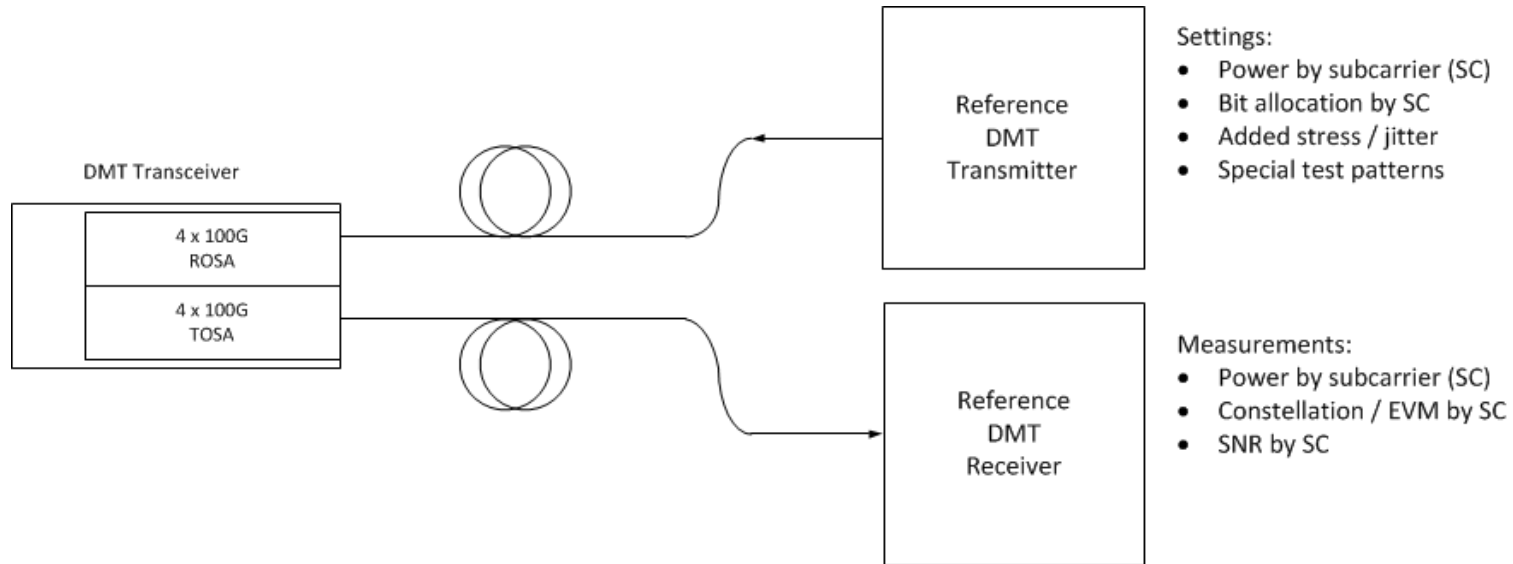 DMT Transceiver
4 x 100G
ROSA
4 x 100G
TOSA
Reference
DMT
Transmitter
Settings:
• Power by subcarrier (SC)
• Bit allocation by SC
• Added stress / jitter
• Special test patterns
Reference
DMT
Receiver
Measurements:
• Power by subcarrier (SC)
• Constellation / EVM by SC
• SNR by SC